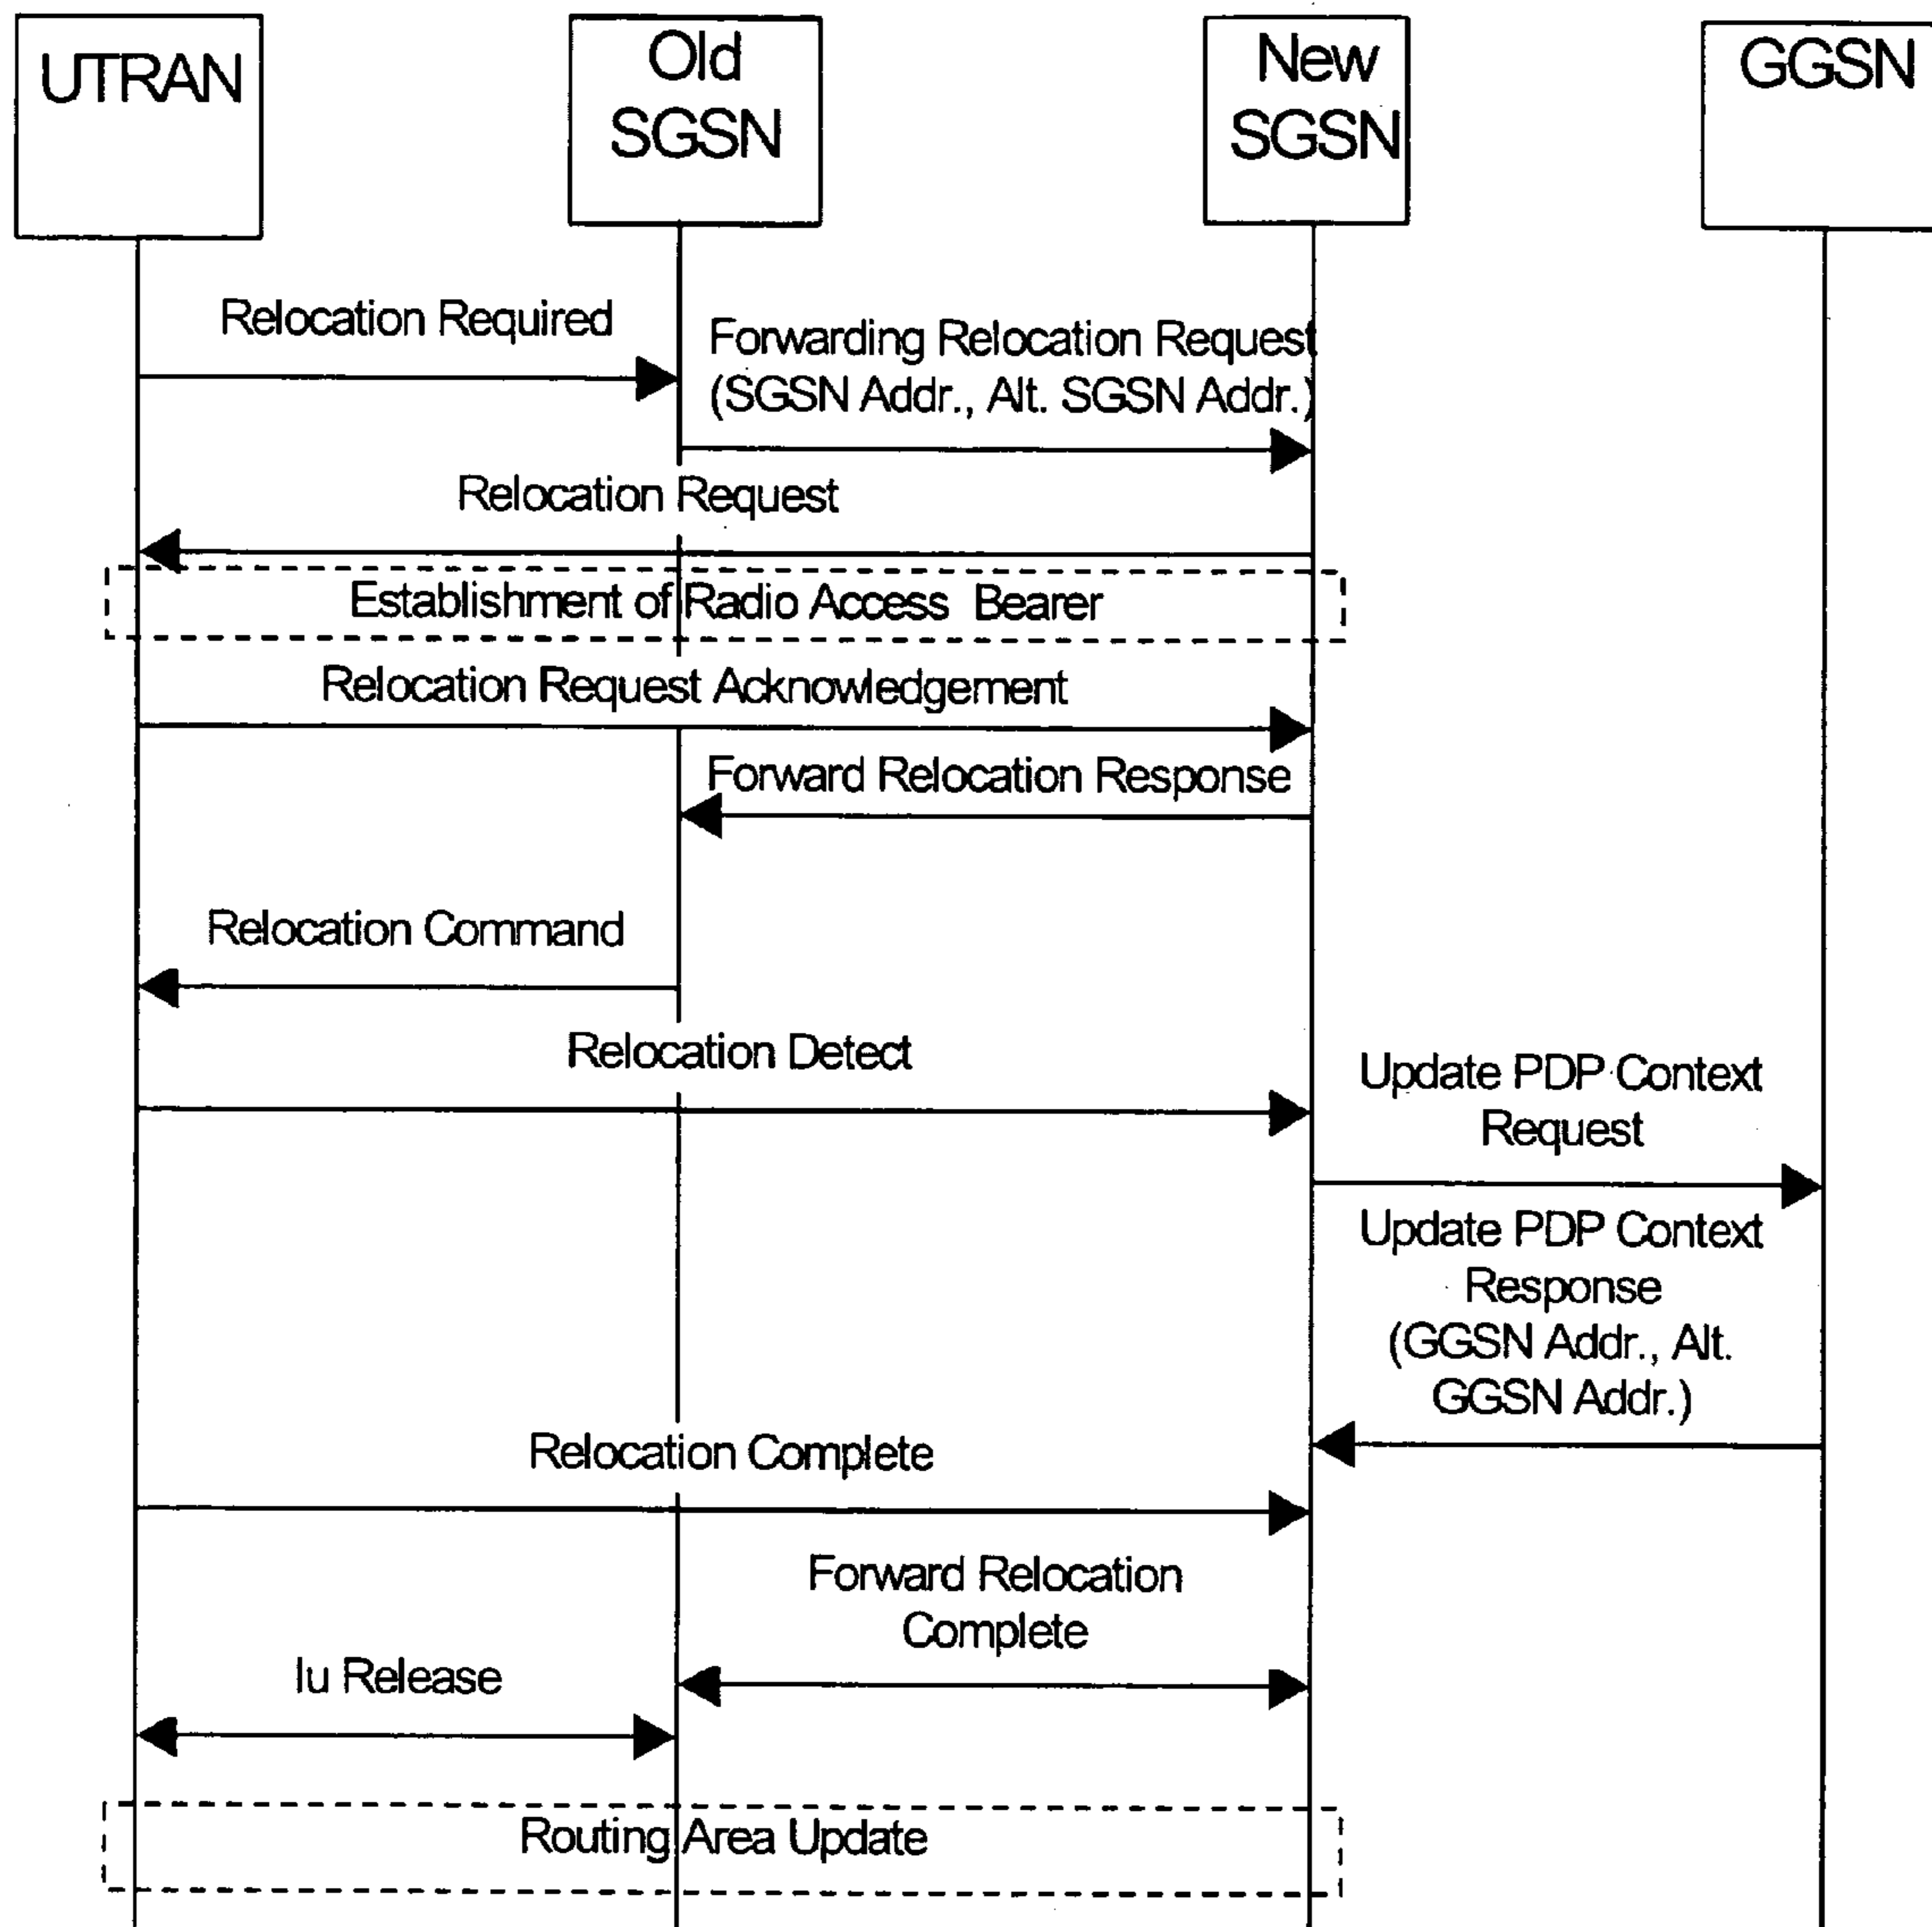 UTRAN
Old
SGSN
New
SGSN
GGSN
Relocation Required
Forwarding Relocation Request
(SGSN Addr., Alt. SGSN Addr.)
Relocation Request
Establishment of Radio Access Bearer
Relocation Request Acknowledgement
Forward Relocation Response
Relocation Command
Relocation Detect
Update PDP Context
Request
Update PDP Context
Response
(GGSN Addr., Alt.
GGSN Addr.)
Relocation Complete
Forward Relocation
Complete
Iu Release
Routing Area Update